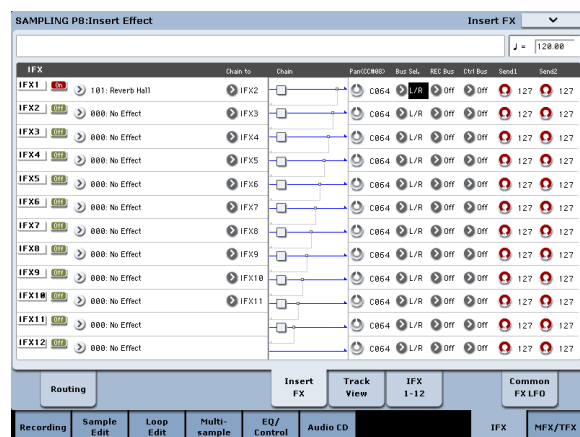 SAMPLING P8:Insert Effect Insert FX
♩= 120.00
IFX Chain to Chain Pan(CC#08) Bus Sel. REC Bus Ctrl Bus Send1 Send2
IFX1 On 101: Reverb Hall IFX2 C064 L/R Off Off 127 127
IFX2 Off 000: No Effect IFX3 C064 L/R Off Off 127 127
IFX3 Off 000: No Effect IFX4 C064 L/R Off Off 127 127
IFX4 Off 000: No Effect IFX5 C064 L/R Off Off 127 127
IFX5 Off 000: No Effect IFX6 C064 L/R Off Off 127 127
IFX6 Off 000: No Effect IFX7 C064 L/R Off Off 127 127
IFX7 Off 000: No Effect IFX8 C064 L/R Off Off 127 127
IFX8 Off 000: No Effect IFX9 C064 L/R Off Off 127 127
IFX9 Off 000: No Effect IFX10 C064 L/R Off Off 127 127
IFX10 Off 000: No Effect IFX11 C064 L/R Off Off 127 127
IFX11 Off 000: No Effect C064 L/R Off Off 127 127
IFX12 Off 000: No Effect C064 L/R Off Off 127 127
Routing Insert FX Track View IFX 1-12 Common FX LFO
Recording Sample Edit Loop Edit Multi-sample EQ/Control Audio CD IFX MFX/TFX